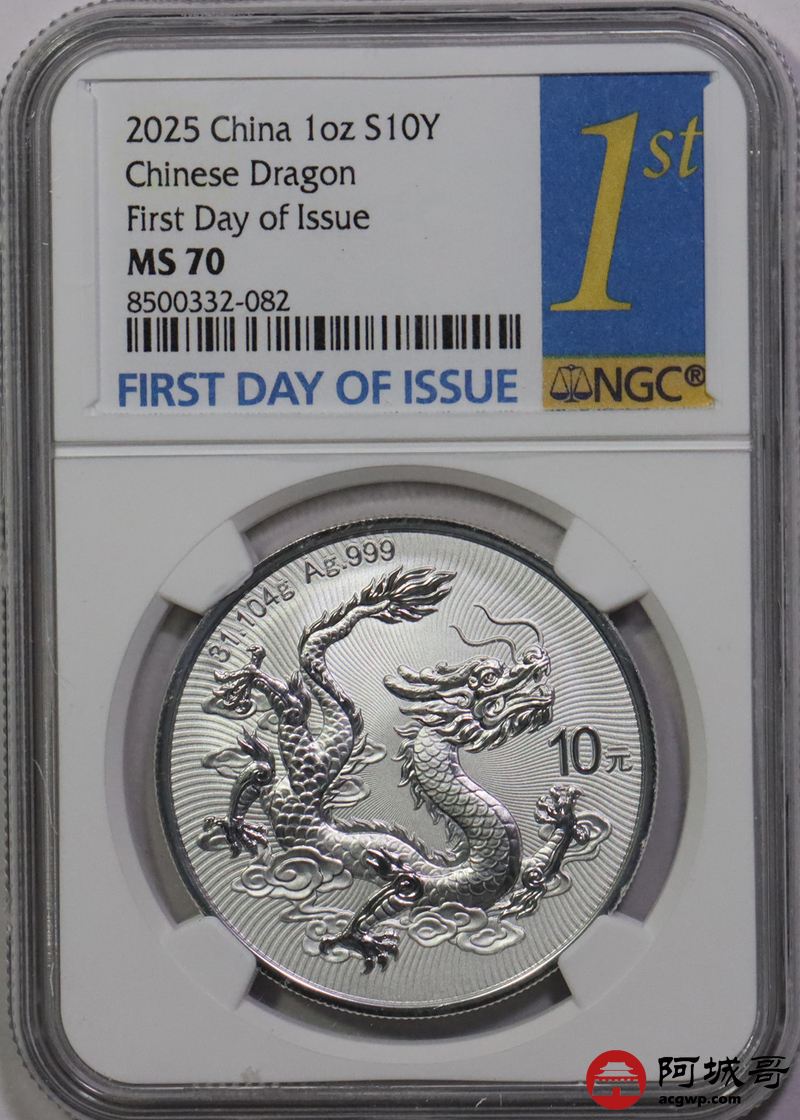 2025 China 1oz S10Y
Chinese Dragon
First Day of Issue
MS 70
8500332-082
FIRST DAY OF ISSUE
1st
NGC®
31.104g Ag.999
10元
阿城哥
acgwp.com